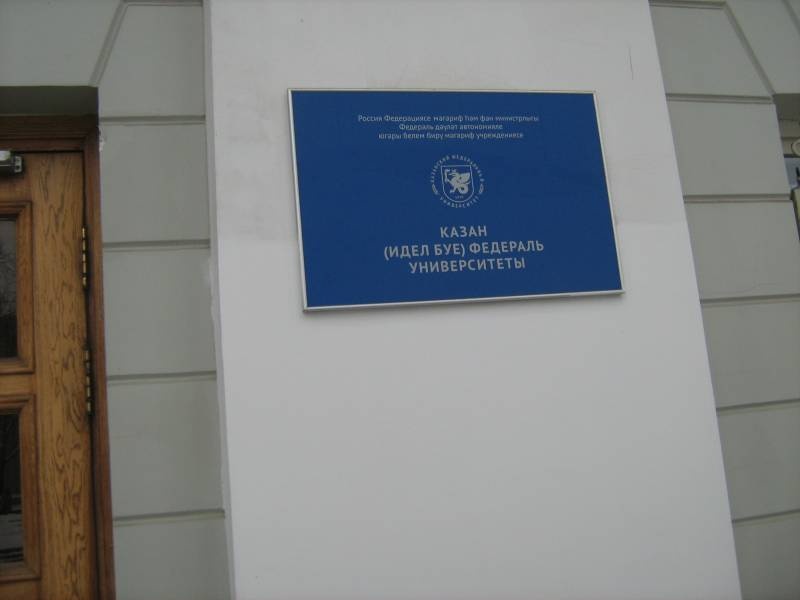 Россия Федерациясе мәгариф һәм фән министрлыгы
Федераль дәүләт автономияле
югары белем бирү мәгариф учреждениесе
КАЗАН
(ИДЕЛ БУЕ) ФЕДЕРАЛЬ
УНИВЕРСИТЕТЫ